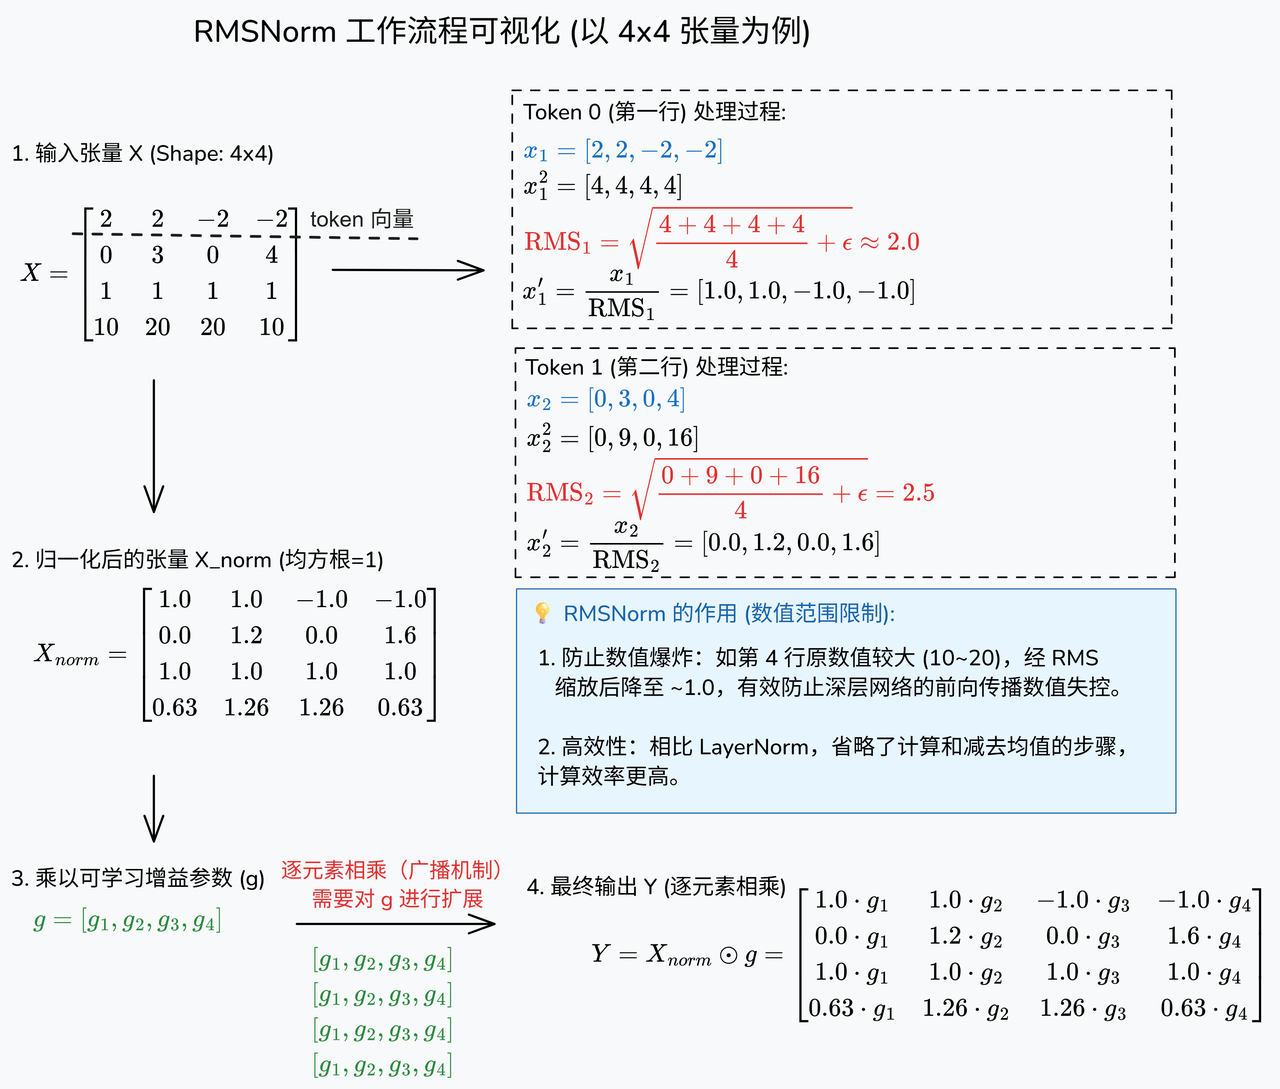 RMSNorm 工作流程可视化 (以 4x4 张量为例)
1. 输入张量 X (Shape: 4x4)
X = [2 2 −2 −2] token 向量
[0 3 0 4]
[1 1 1 1]
[10 20 20 10]
Token 0 (第一行) 处理过程:
x₁ = [2, 2, −2, −2]
x₁² = [4, 4, 4, 4]
RMS₁ = √((4 + 4 + 4 + 4)/4 + ϵ) ≈ 2.0
x′₁ = x₁/RMS₁ = [1.0, 1.0, −1.0, −1.0]
Token 1 (第二行) 处理过程:
x₂ = [0, 3, 0, 4]
x₂² = [0, 9, 0, 16]
RMS₂ = √((0 + 9 + 0 + 16)/4 + ϵ) = 2.5
x′₂ = x₂/RMS₂ = [0.0, 1.2, 0.0, 1.6]
2. 归一化后的张量 X_norm (均方根=1)
X_norm = [1.0 1.0 −1.0 −1.0]
[0.0 1.2 0.0 1.6]
[1.0 1.0 1.0 1.0]
[0.63 1.26 1.26 0.63]
💡 RMSNorm 的作用 (数值范围限制):
1. 防止数值爆炸：如第 4 行原数值较大 (10~20)，经 RMS
缩放后降至 ~1.0，有效防止深层网络的前向传播数值失控。
2. 高效性：相比 LayerNorm，省略了计算和减去均值的步骤，
计算效率更高。
3. 乘以可学习增益参数 (g)
g = [g₁, g₂, g₃, g₄]
逐元素相乘（广播机制）
需要对 g 进行扩展
[g₁, g₂, g₃, g₄]
[g₁, g₂, g₃, g₄]
[g₁, g₂, g₃, g₄]
[g₁, g₂, g₃, g₄]
4. 最终输出 Y (逐元素相乘)
Y = X_norm ⊙ g = [1.0 · g₁ 1.0 · g₂ −1.0 · g₃ −1.0 · g₄]
[0.0 · g₁ 1.2 · g₂ 0.0 · g₃ 1.6 · g₄]
[1.0 · g₁ 1.0 · g₂ 1.0 · g₃ 1.0 · g₄]
[0.63 · g₁ 1.26 · g₂ 1.26 · g₃ 0.63 · g₄]